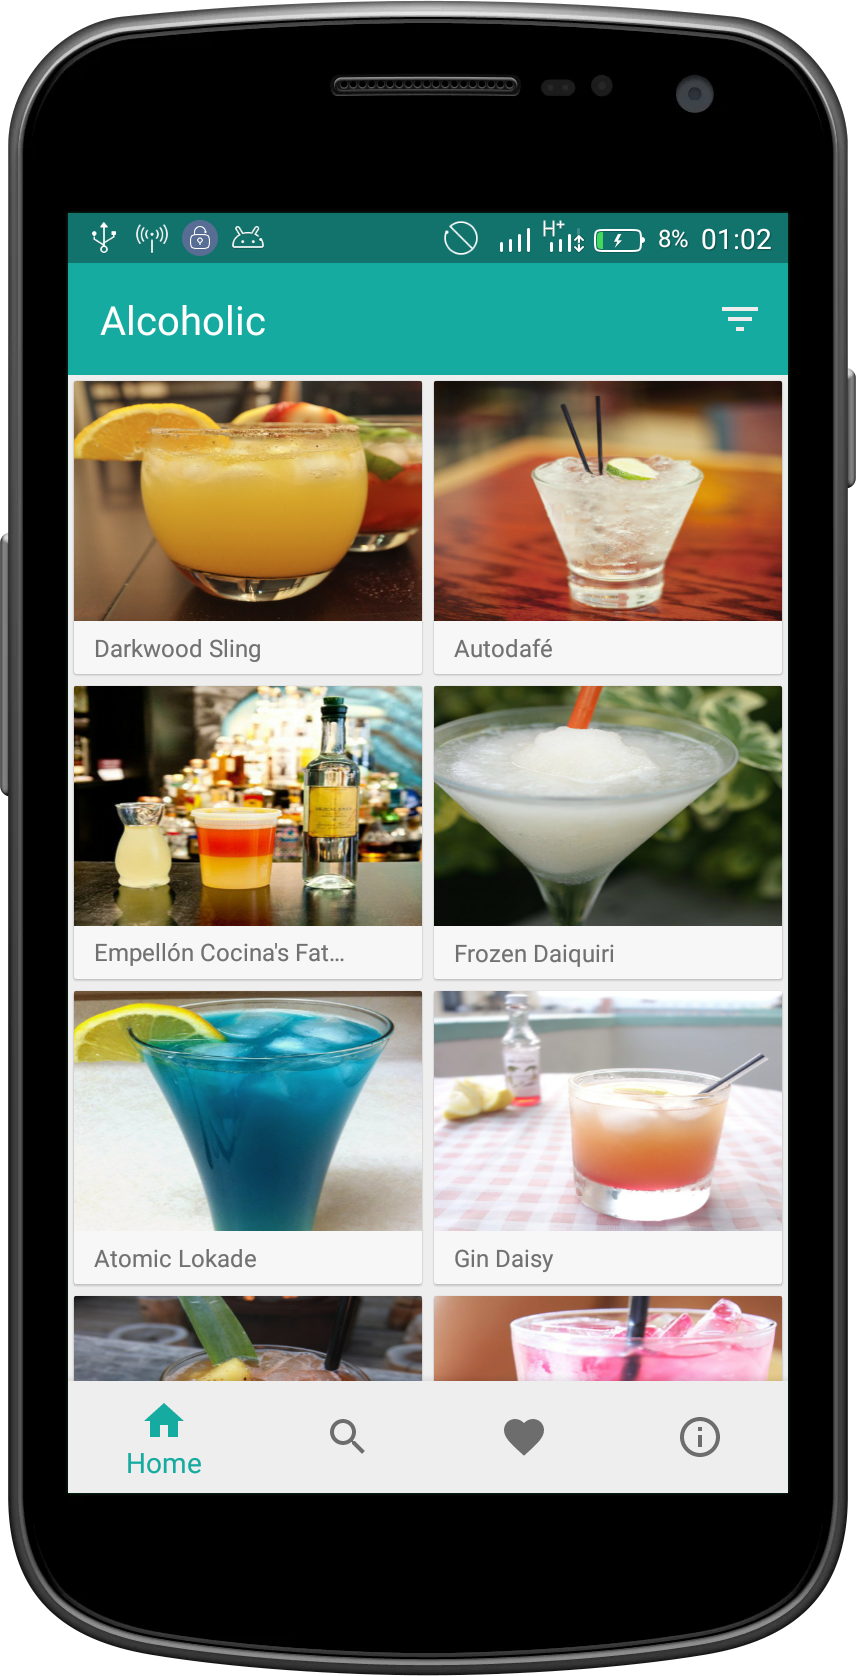 H+ 8% 01:02
Alcoholic
Darkwood Sling
Autodafé
Empellón Cocina's Fat…
Frozen Daiquiri
Atomic Lokade
Gin Daisy
Home